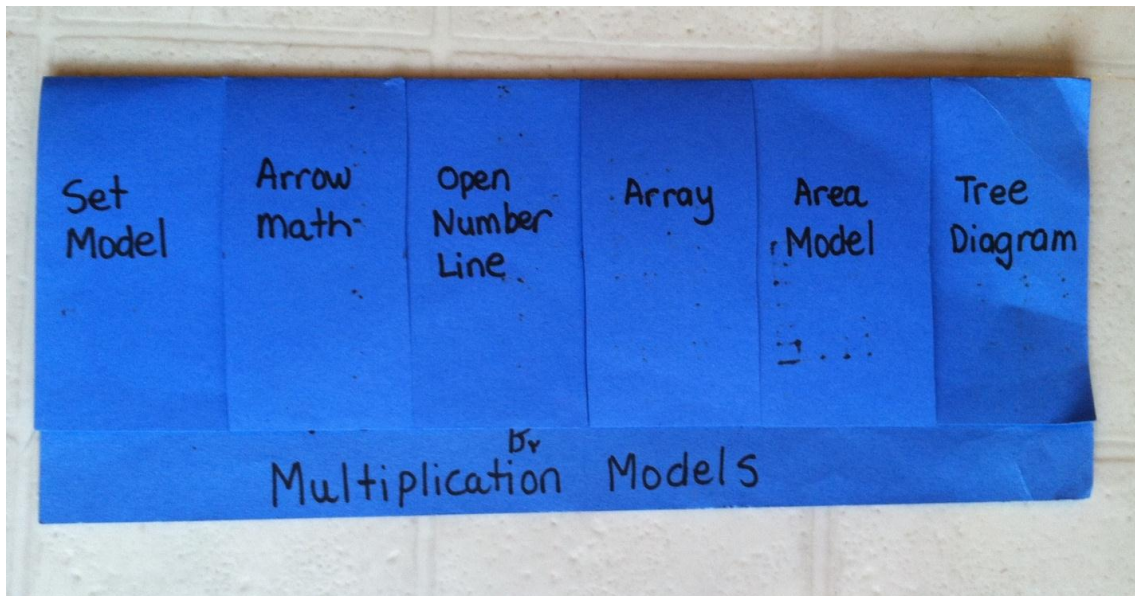 Set
Model
Arrow
math
Open
Number
Line
Array
Area
Model
Tree
Diagram
Multiplication Models